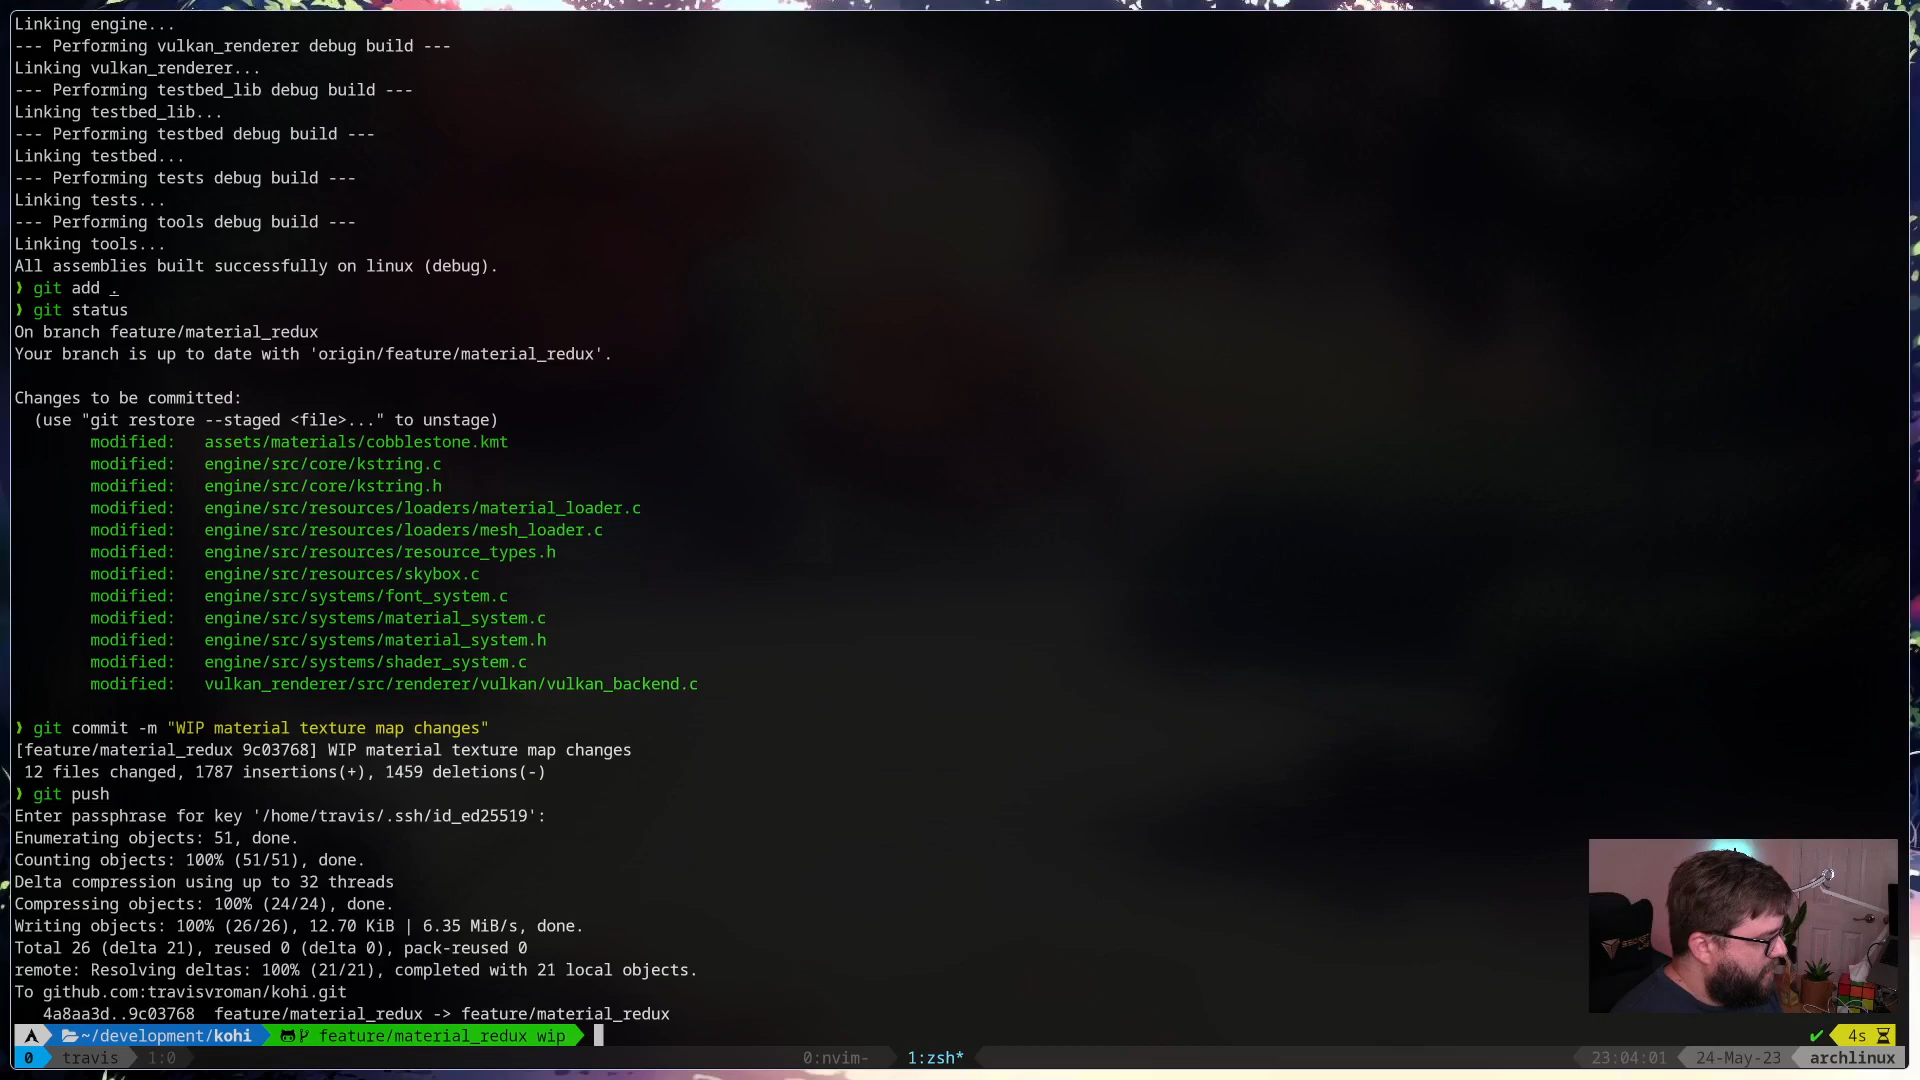 Linking engine...
--- Performing vulkan_renderer debug build ---
Linking vulkan_renderer...
--- Performing testbed_lib debug build ---
Linking testbed_lib...
--- Performing testbed debug build ---
Linking testbed...
--- Performing tests debug build ---
Linking tests...
--- Performing tools debug build ---
Linking tools...
All assemblies built successfully on linux (debug).
❫ git add .
❫ git status
On branch feature/material_redux
Your branch is up to date with 'origin/feature/material_redux'.

Changes to be committed:
  (use "git restore --staged <file>..." to unstage)
        modified:   assets/materials/cobblestone.kmt
        modified:   engine/src/core/kstring.c
        modified:   engine/src/core/kstring.h
        modified:   engine/src/resources/loaders/material_loader.c
        modified:   engine/src/resources/loaders/mesh_loader.c
        modified:   engine/src/resources/resource_types.h
        modified:   engine/src/resources/skybox.c
        modified:   engine/src/systems/font_system.c
        modified:   engine/src/systems/material_system.c
        modified:   engine/src/systems/material_system.h
        modified:   engine/src/systems/shader_system.c
        modified:   vulkan_renderer/src/renderer/vulkan/vulkan_backend.c

❫ git commit -m "WIP material texture map changes"
[feature/material_redux 9c03768] WIP material texture map changes
 12 files changed, 1787 insertions(+), 1459 deletions(-)
❫ git push
Enter passphrase for key '/home/travis/.ssh/id_ed25519':
Enumerating objects: 51, done.
Counting objects: 100% (51/51), done.
Delta compression using up to 32 threads
Compressing objects: 100% (24/24), done.
Writing objects: 100% (26/26), 12.70 KiB | 6.35 MiB/s, done.
Total 26 (delta 21), reused 0 (delta 0), pack-reused 0
remote: Resolving deltas: 100% (21/21), completed with 21 local objects.
To github.com:travisvroman/kohi.git
   4a8aa3d..9c03768  feature/material_redux -> feature/material_redux
~/development/kohi feature/material_redux wip ✔ 4s
0 travis 1:0 0:nvim- 1:zsh* 23:04:01 24-May-23 archlinux